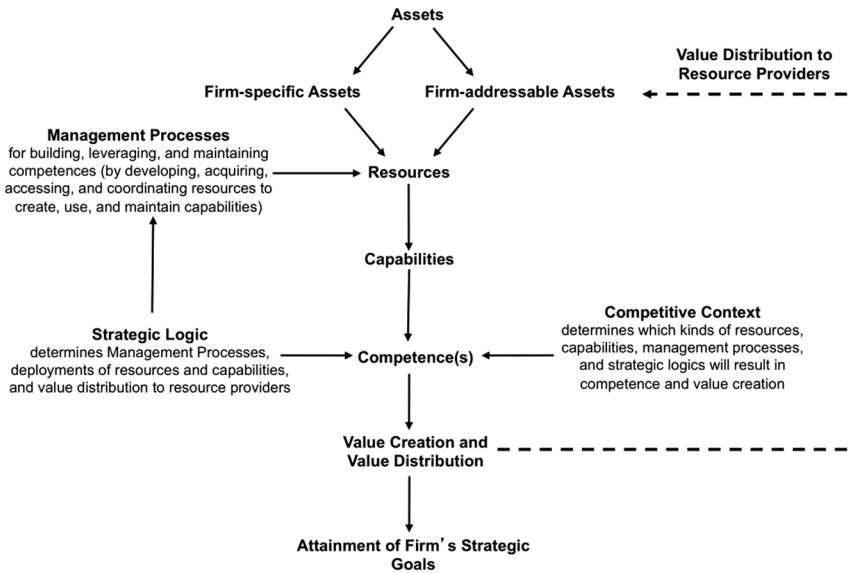 Assets
Value Distribution to
Resource Providers
Firm-specific Assets
Firm-addressable Assets
Management Processes
for building, leveraging, and maintaining
competences (by developing, acquiring,
accessing, and coordinating resources to
create, use, and maintain capabilities)
Resources
Capabilities
Strategic Logic
determines Management Processes,
deployments of resources and capabilities,
and value distribution to resource providers
Competence(s)
Competitive Context
determines which kinds of resources,
capabilities, management processes,
and strategic logics will result in
competence and value creation
Value Creation and
Value Distribution
Attainment of Firm’s Strategic
Goals